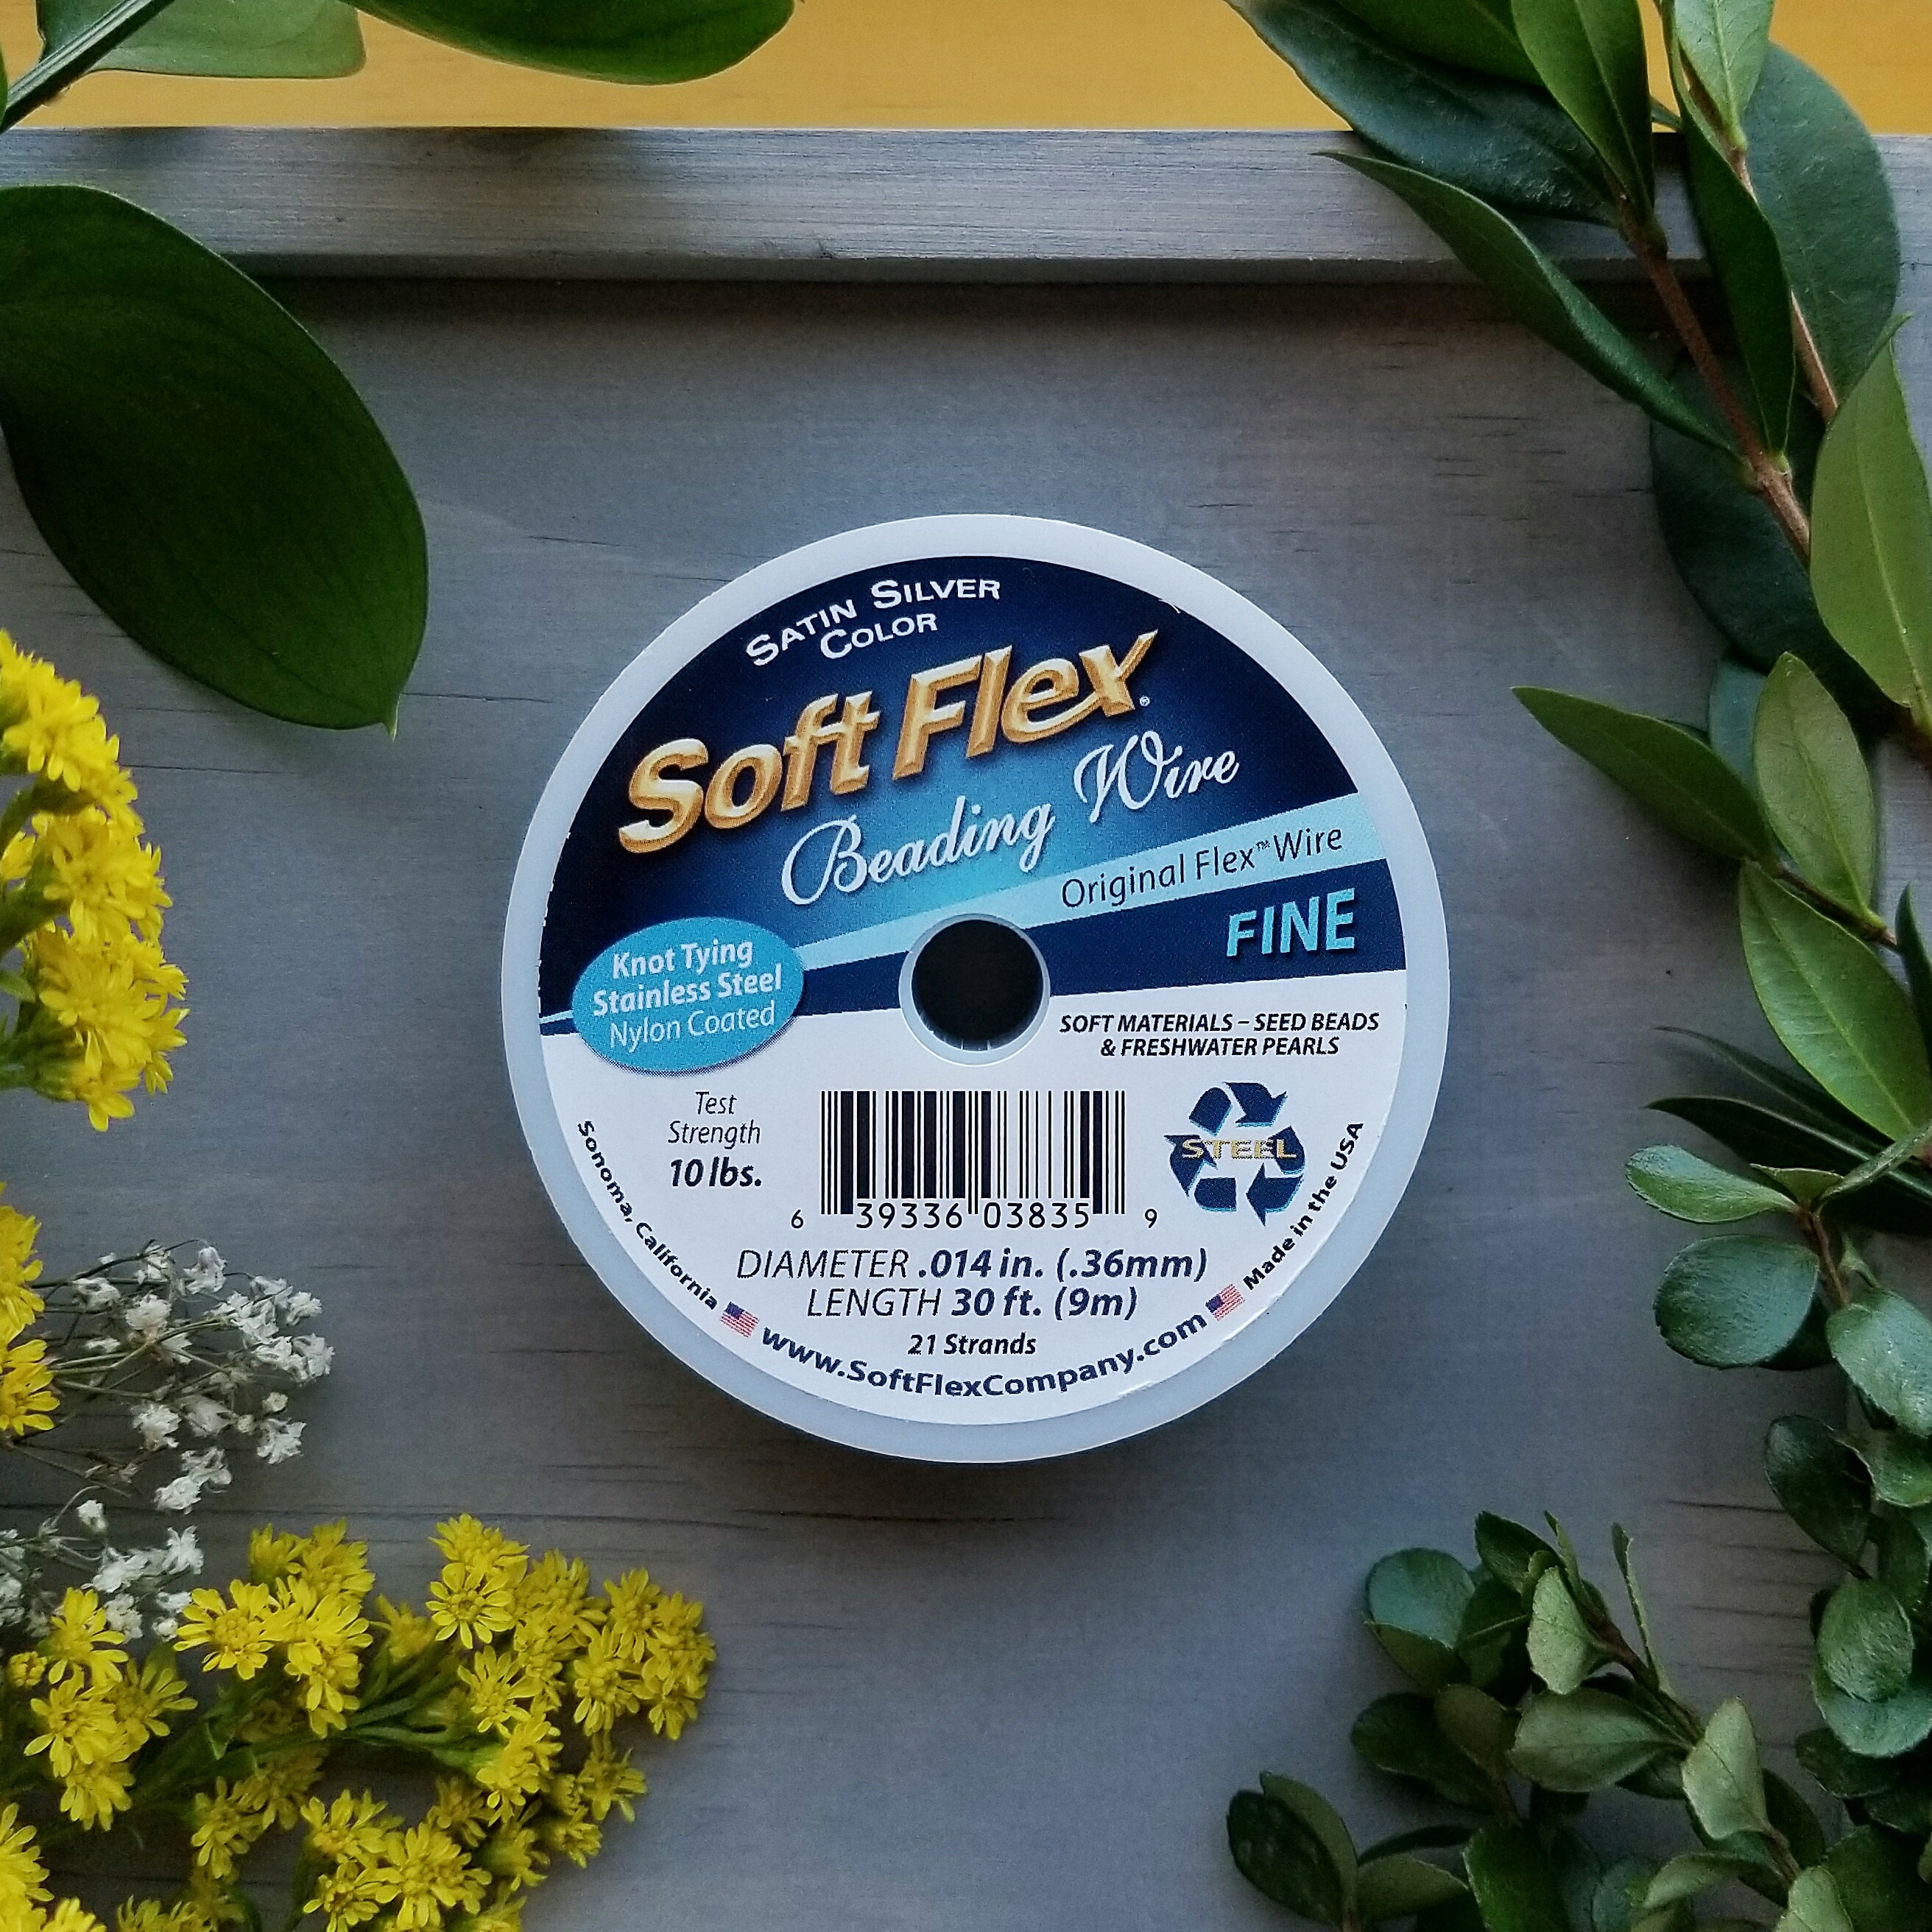 SATIN SILVER
COLOR
Soft Flex®
Beading Wire
Original Flex™ Wire
FINE
Knot Tying
Stainless Steel
Nylon Coated
SOFT MATERIALS – SEED BEADS
& FRESHWATER PEARLS
Test
Strength
10 lbs.
6 39336 03835 9
STEEL
DIAMETER .014 in. (.36mm)
LENGTH 30 ft. (9m)
21 Strands
Sonoma, California
www.SoftFlexCompany.com
Made in the USA